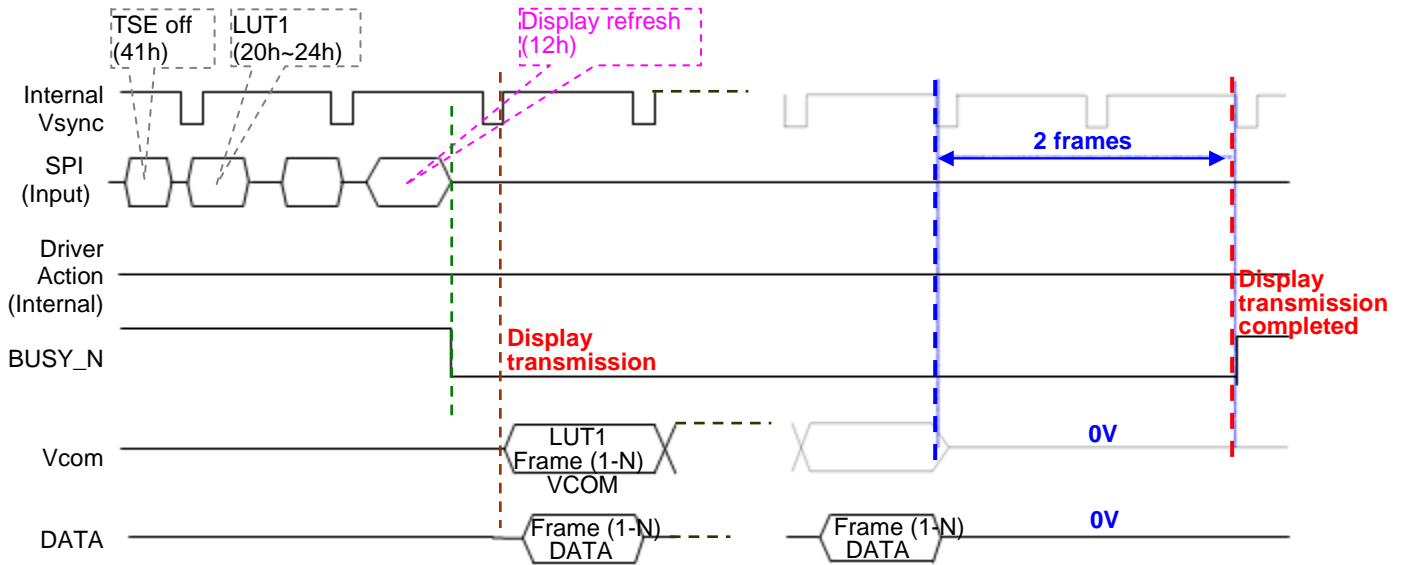 TSE off
(41h)
LUT1
(20h~24h)
Display refresh
(12h)
Internal
Vsync
2 frames
SPI
(Input)
Driver
Action
(Internal)
Display
transmission
completed
BUSY_N
Display
transmission
Vcom
LUT1
Frame (1-N)
VCOM
0V
DATA
Frame (1-N)
DATA
Frame (1-N)
DATA
0V